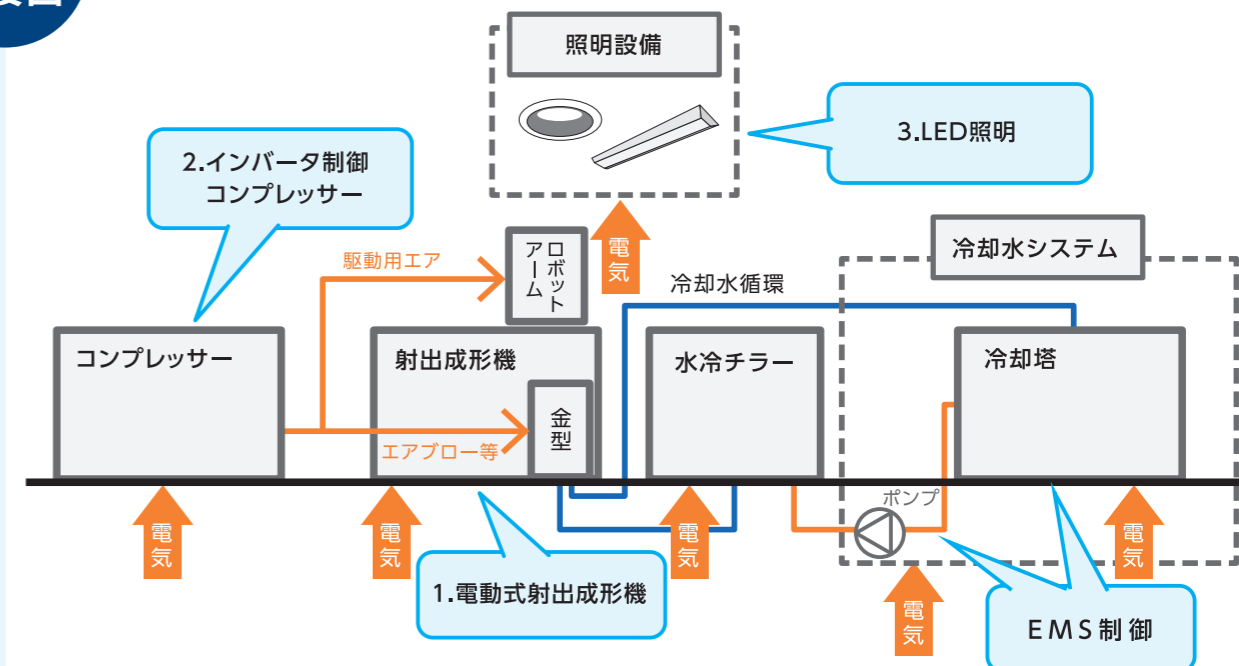 照明設備
3.LED照明
2.インバータ制御
コンプレッサー
電気
冷却水システム
駆動用エア
ロボット
アーム
冷却水循環
コンプレッサー
射出成形機
水冷チラー
冷却塔
金型
エアブロー等
ポンプ
電気
電気
電気
電気
1.電動式射出成形機
電気
EMS制御